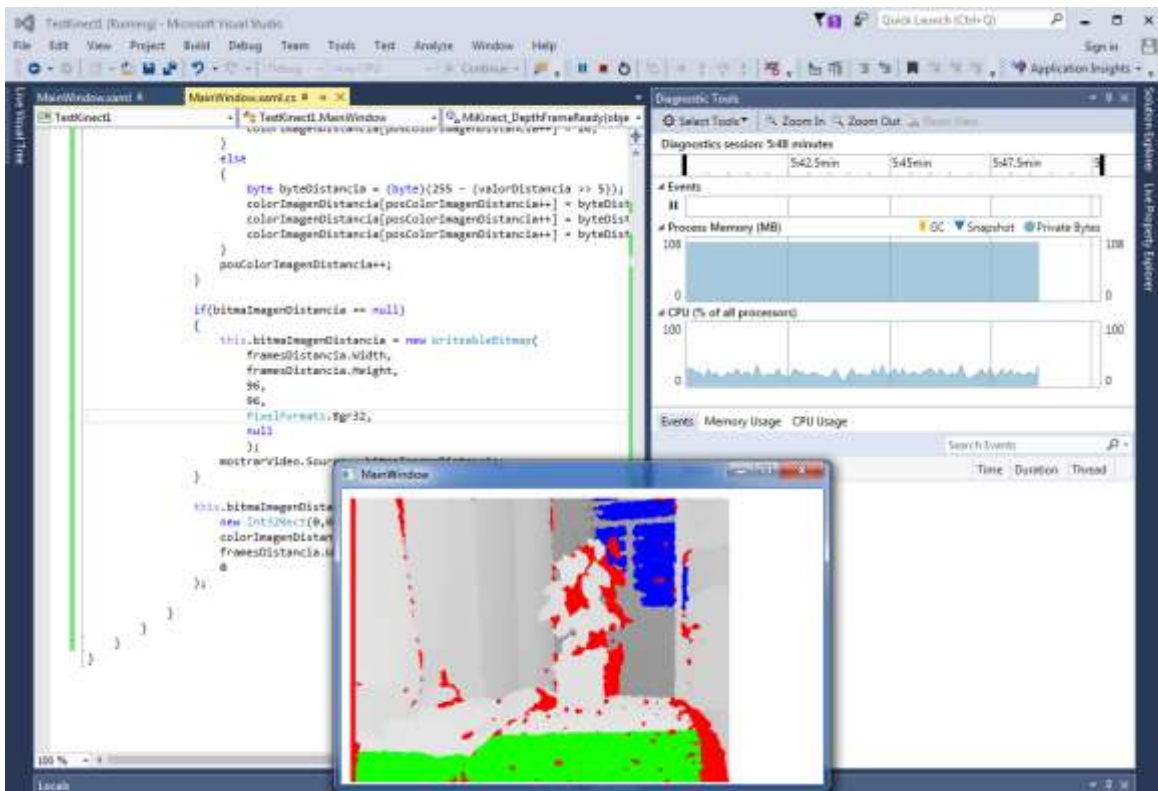 TestKinect1 (Running) - Microsoft Visual Studio
Quick Launch (Ctrl+Q)
File Edit View Project Build Debug Team Tools Test Analyze Window Help
Sign in
Continue
Application Insights
Live Visual Tree
MainWindow.xaml
MainWindow.xaml.cs
TestKinect1
TestKinect1.MainWindow
MiKinect_DepthFrameReady(obje
}
else
{
byte byteDistancia = (byte)(255 - (valorDistancia >> 5));
colorImagenDistancia[posColorImagenDistancia++] = byteDist
colorImagenDistancia[posColorImagenDistancia++] = byteDist
colorImagenDistancia[posColorImagenDistancia++] = byteDist
}
posColorImagenDistancia++;
}
if(bitmaImagenDistancia == null)
{
this.bitmaImagenDistancia = new WriteableBitmap(
framesDistancia.Width,
framesDistancia.Height,
96,
96,
PixelFormats.Bgr32,
null
);
mostrarVideo.Sour
}
this.bitmaImagenDista
new Int32Rect(0,0
colorImagenDistan
framesDistancia.W
0
);
}
}
}
}
100 %
Locals
MainWindow
Diagnostic Tools
Select Tools Zoom In Zoom Out Reset View
Diagnostics session: 5:48 minutes
5:42.5min 5:45min 5:47.5min
Events
Process Memory (MB)
GC Snapshot Private Bytes
108 108
0 0
CPU (% of all processors)
100 100
0 0
Events Memory Usage CPU Usage
Search Events
Time Duration Thread
Solution Explorer
Live Property Explorer